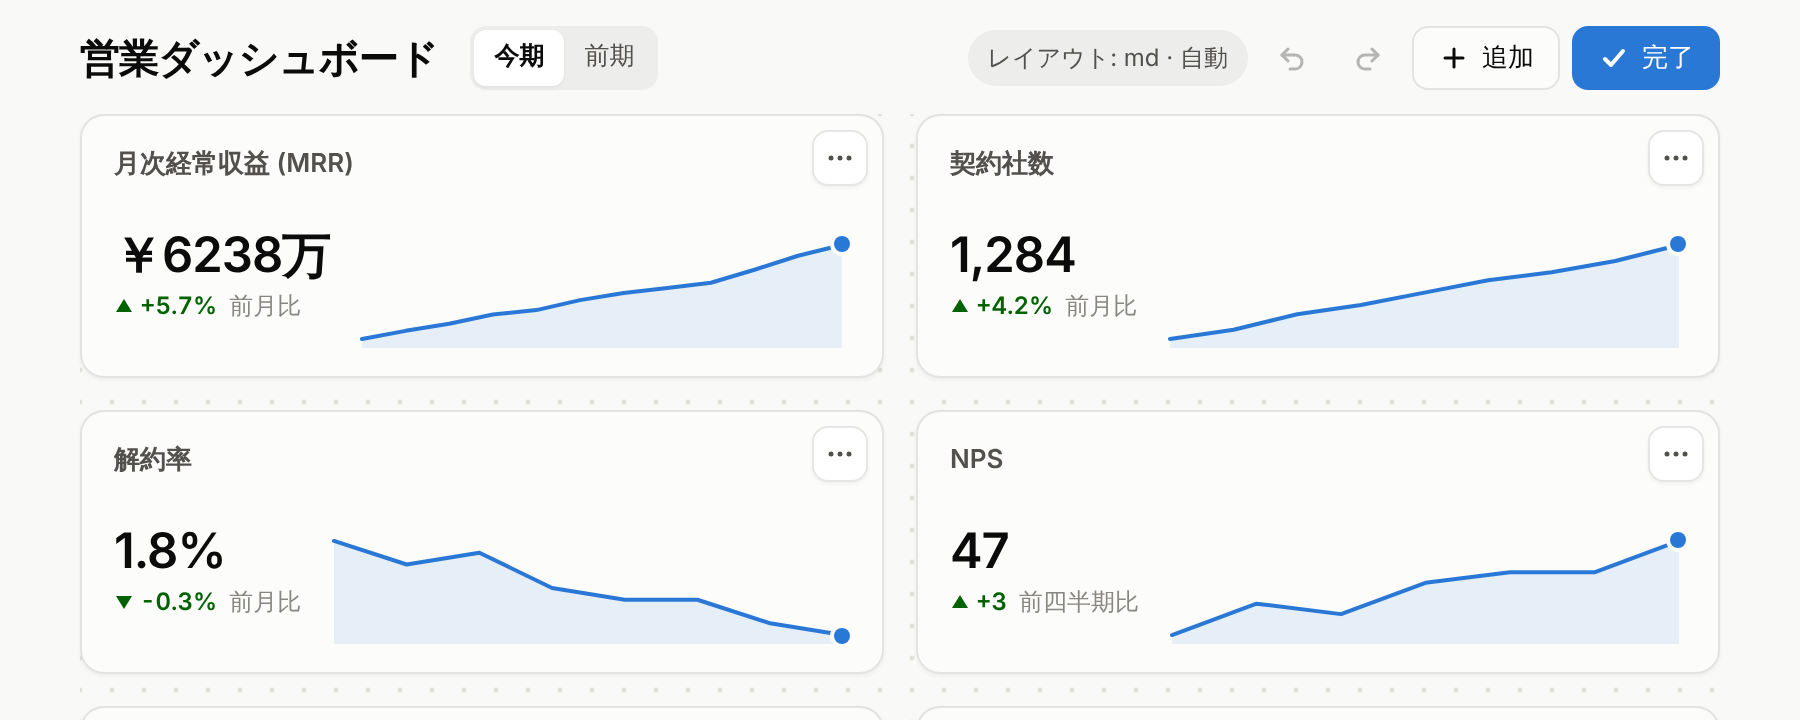 営業ダッシュボード 今期 前期 レイアウト: md · 自動 追加 完了
月次経常収益 (MRR)
￥6238万
+5.7% 前月比
契約社数
1,284
+4.2% 前月比
解約率
1.8%
-0.3% 前月比
NPS
47
+3 前四半期比